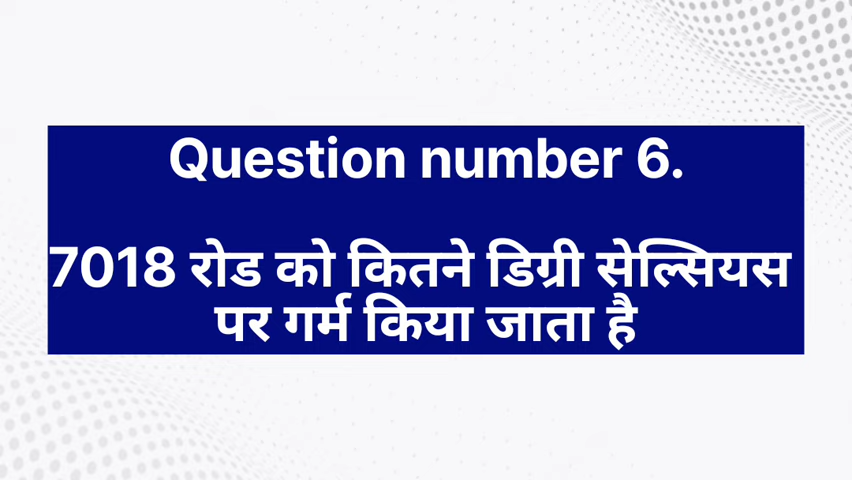 Question number 6.
7018 रोड को कितने डिग्री सेल्सियस
पर गर्म किया जाता है